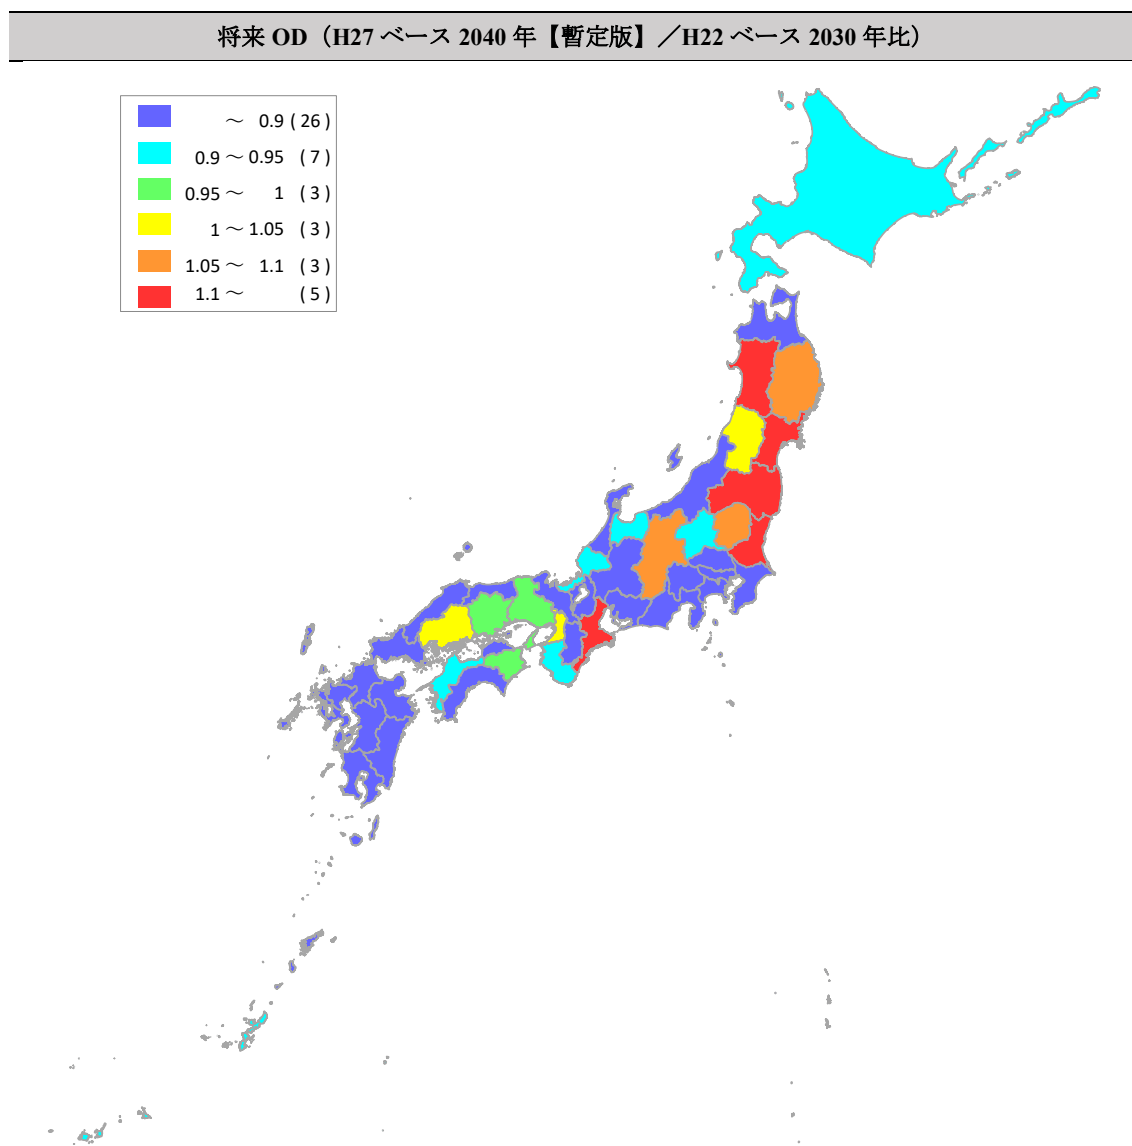 将来 OD（H27 ベース 2040 年【暫定版】／H22 ベース 2030 年比）
～ 0.9 ( 26 )
0.9 ～ 0.95 ( 7 )
0.95 ～ 1 ( 3 )
1 ～ 1.05 ( 3 )
1.05 ～ 1.1 ( 3 )
1.1 ～ ( 5 )